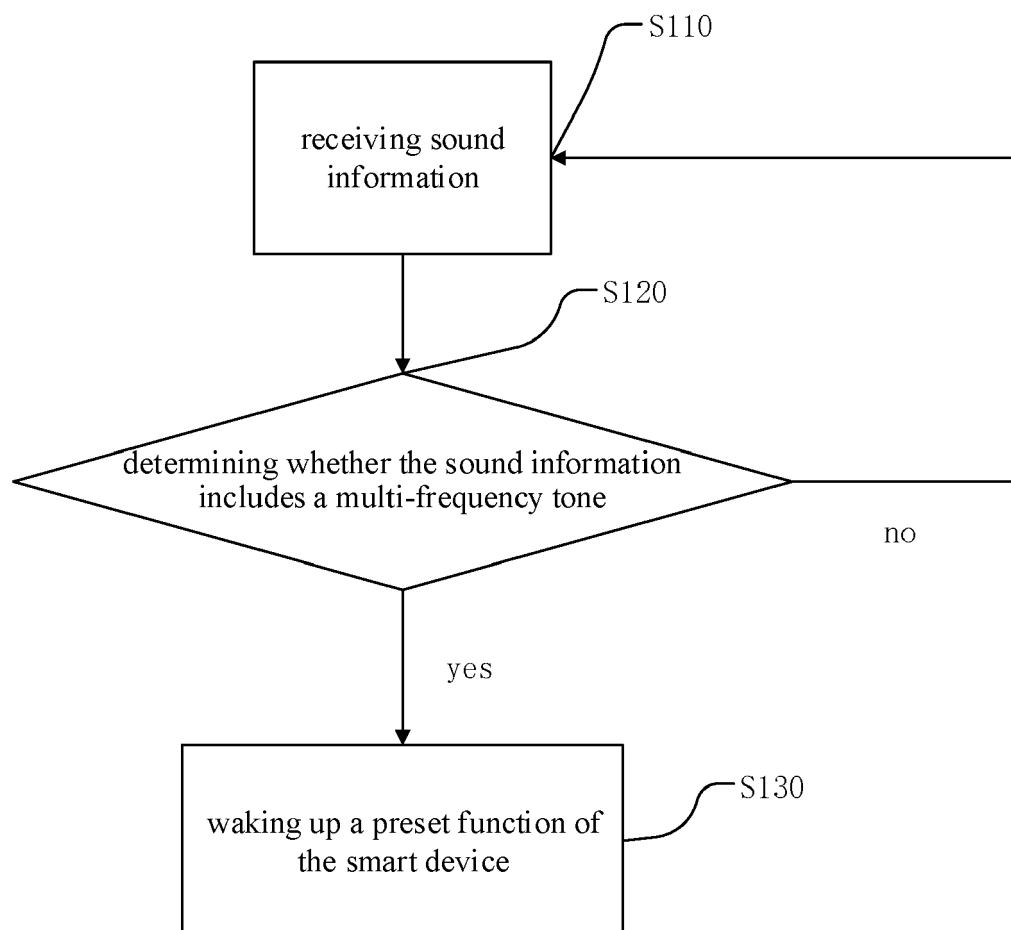 S110
receiving sound
information
S120
determining whether the sound information
includes a multi-frequency tone
no
yes
S130
waking up a preset function of
the smart device